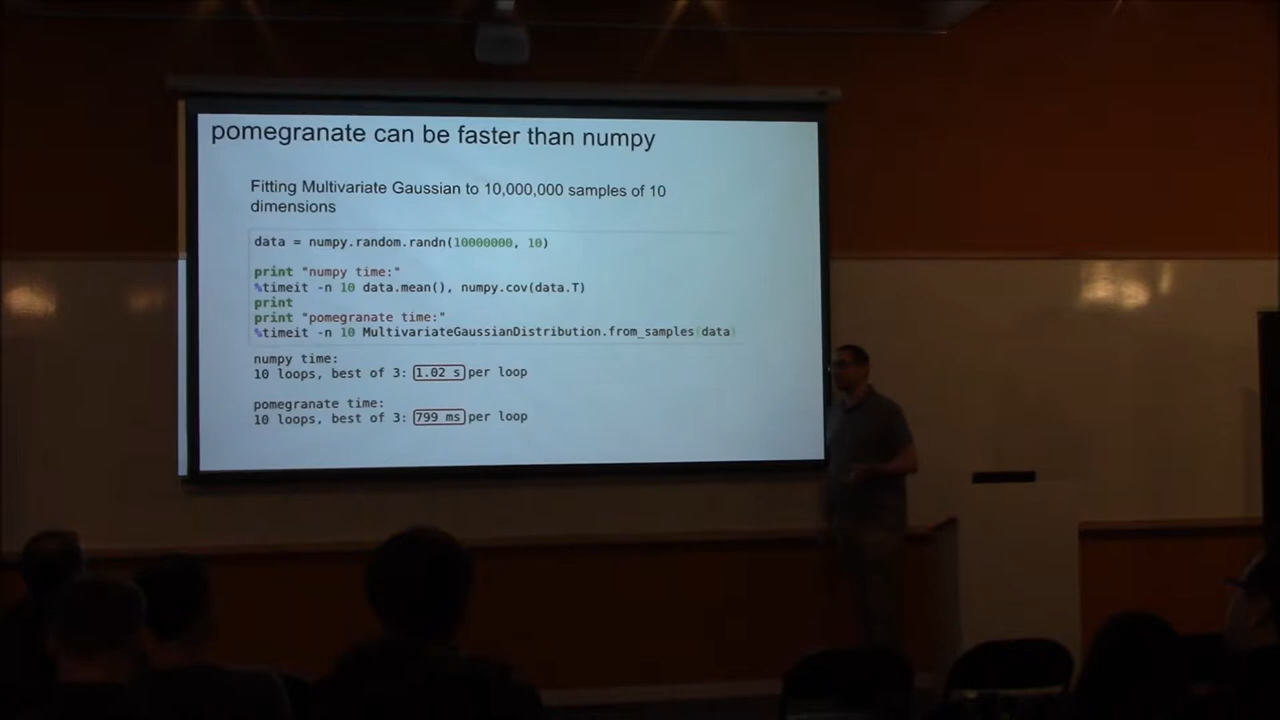 pomegranate can be faster than numpy
Fitting Multivariate Gaussian to 10,000,000 samples of 10
dimensions
data = numpy.random.randn(10000000, 10)
print "numpy time:"
%timeit -n 10 data.mean(), numpy.cov(data.T)
print
print "pomegranate time:"
%timeit -n 10 MultivariateGaussianDistribution.from_samples(data)
numpy time:
10 loops, best of 3: 1.02 s per loop
pomegranate time:
10 loops, best of 3: 799 ms per loop